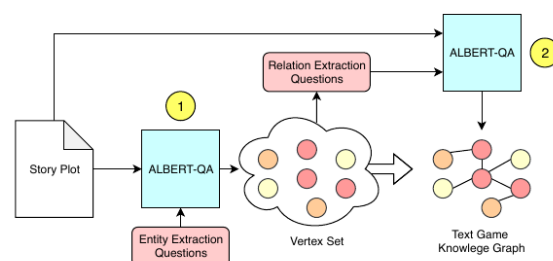 Relation Extraction
Questions
ALBERT-QA
2
1
Story Plot
ALBERT-QA
Vertex Set
Text Game
Knowlege Graph
Entity Extraction
Questions